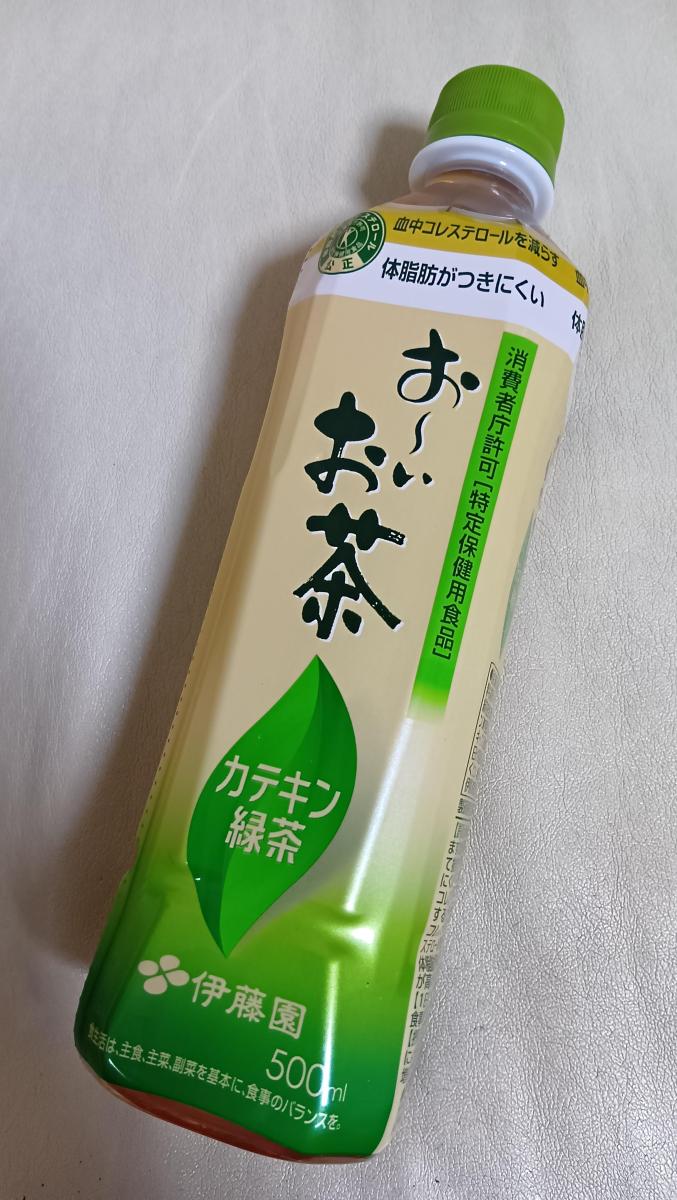 血中コレステロールを減らす
体脂肪がつきにくい
公正
消費者庁許可[特定保健用食品]
お～い
お茶
カテキン
緑茶
伊藤園
500ml
食生活は、主食、主菜、副菜を基本に、食事のバランスを。